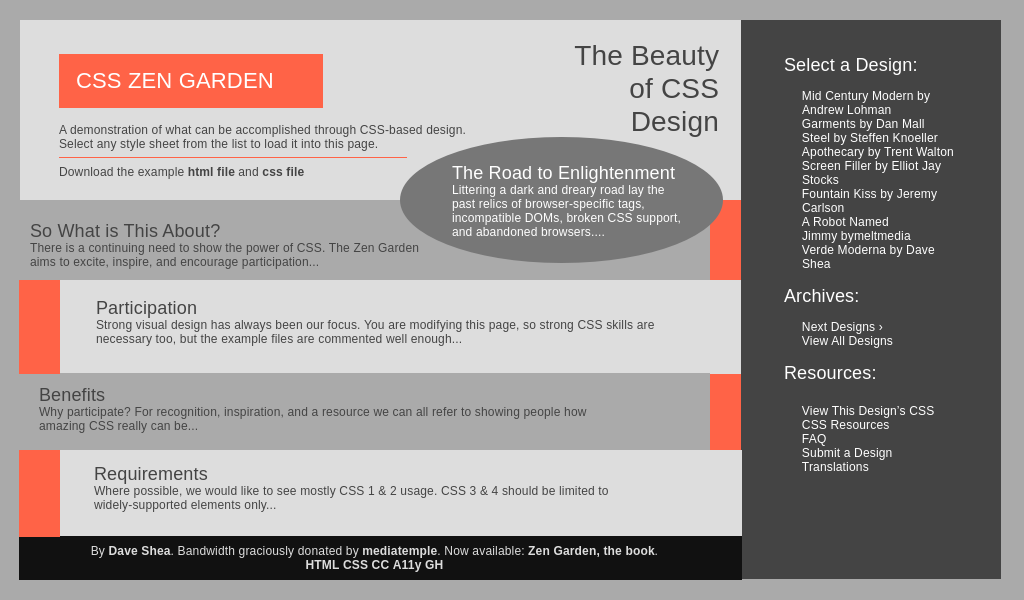 CSS ZEN GARDEN
The Beauty
of CSS
Design
A demonstration of what can be accomplished through CSS-based design.
Select any style sheet from the list to load it into this page.
Download the example html file and css file
The Road to Enlightenment
Littering a dark and dreary road lay the
past relics of browser-specific tags,
incompatible DOMs, broken CSS support,
and abandoned browsers....
So What is This About?
There is a continuing need to show the power of CSS. The Zen Garden
aims to excite, inspire, and encourage participation...
Participation
Strong visual design has always been our focus. You are modifying this page, so strong CSS skills are
necessary too, but the example files are commented well enough...
Benefits
Why participate? For recognition, inspiration, and a resource we can all refer to showing people how
amazing CSS really can be...
Requirements
Where possible, we would like to see mostly CSS 1 & 2 usage. CSS 3 & 4 should be limited to
widely-supported elements only...
By Dave Shea. Bandwidth graciously donated by mediatemple. Now available: Zen Garden, the book.
HTML CSS CC A11y GH
Select a Design:
Mid Century Modern by
Andrew Lohman
Garments by Dan Mall
Steel by Steffen Knoeller
Apothecary by Trent Walton
Screen Filler by Elliot Jay
Stocks
Fountain Kiss by Jeremy
Carlson
A Robot Named
Jimmy bymeltmedia
Verde Moderna by Dave
Shea
Archives:
Next Designs ›
View All Designs
Resources:
View This Design’s CSS
CSS Resources
FAQ
Submit a Design
Translations